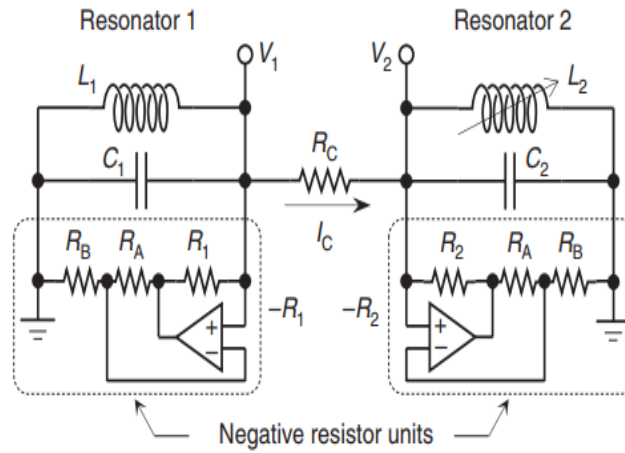 Resonator 1 Resonator 2
V1 V2
L1 L2
C1 RC C2
IC
RB RA R1 R2 RA RB
+ −R1 −R2 +
− −
Negative resistor units